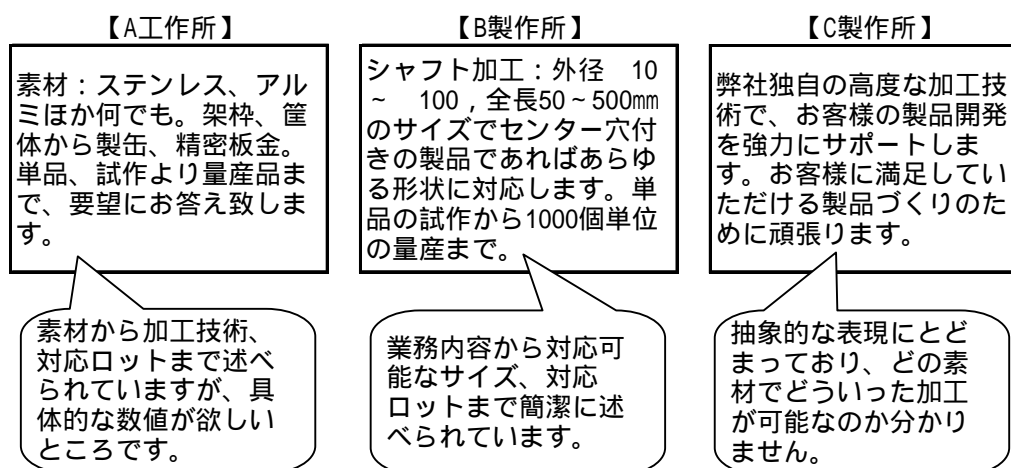 【A工作所】
素材：ステンレス、アル
ミほか何でも。架枠、筐
体から製缶、精密板金。
単品、試作より量産品ま
で、要望にお答え致しま
す。
素材から加工技術、
対応ロットまで述べ
られていますが、具
体的な数値が欲しい
ところです。
【B製作所】
シャフト加工：外径　10
～　100，全長50～500㎜
のサイズでセンター穴付
きの製品であればあらゆ
る形状に対応します。単
品の試作から1000個単位
の量産まで。
業務内容から対応可
能なサイズ、対応
ロットまで簡潔に述
べられています。
【C製作所】
弊社独自の高度な加工技
術で、お客様の製品開発
を強力にサポートしま
す。お客様に満足してい
ただける製品づくりのた
めに頑張ります。
抽象的な表現にとど
まっており、どの素
材でどういった加工
が可能なのか分かり
ません。